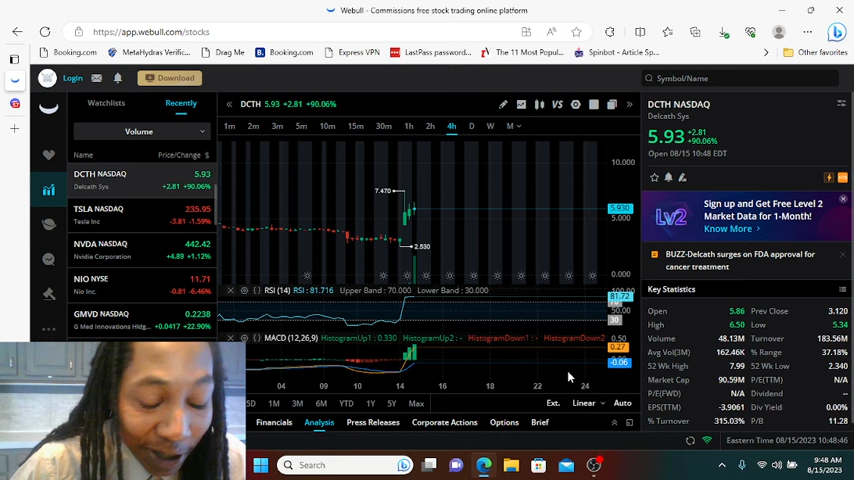 Webull - Commissions free stock trading online platform
https://app.webull.com/stocks
Booking.com MetaHydras Verific... Drag Me Booking.com Express VPN LastPass password... The 11 Most Popul... Spinbot - Article Sp... Other favorites
Login Download Symbol/Name
Watchlists Recently
DCTH 5.93 +2.81 +90.06%
VS
Volume
1m 2m 3m 5m 10m 15m 30m 1h 2h 4h D W M
Name Price/Change
DCTH NASDAQ 5.93
Delcath Sys +2.81 +90.06%
TSLA NASDAQ 235.95
Tesla Inc -3.81 -1.59%
NVDA NASDAQ 442.42
Nvidia Corporation +4.89 +1.12%
NIO NYSE 11.71
Nio Inc. -0.81 -6.46%
GMVD NASDAQ 0.2238
G Med Innovations Hldg... +0.0417 +22.90%
10.000
7.470
5.930
5.000
2.530
0.000
RSI (14) RSI : 81.716 Upper Band : 70.000 Lower Band : 30.000
100.00
81.72
70
50.00
30
MACD (12,26,9) HistogramUp1 : 0.330 HistogramUp2 : - HistogramDown1 : - HistogramDown2
0.50
0.27
-0.06
04 09 10 14 16 18 22 24
5D 1M 3M 6M YTD 1Y 5Y Max Ext. Linear Auto
Financials Analysis Press Releases Corporate Actions Options Brief
DCTH NASDAQ
Delcath Sys
5.93 +2.81
+90.06%
Open 08/15 10:48 EDT
Lv2
Sign up and Get Free Level 2
Market Data for 1-Month!
Know More >
BUZZ-Delcath surges on FDA approval for
cancer treatment
Key Statistics
Open 5.86 Prev Close 3.120
High 6.50 Low 5.34
Volume 48.13M Turnover 183.56M
Avg Vol(3M) 162.46K % Range 37.18%
52 Wk High 7.99 52 Wk Low 2.340
Market Cap 90.59M P/E(TTM) N/A
P/E(FWD) N/A Dividend --
EPS(TTM) -3.9061 Div Yield 0.00%
% Turnover 315.03% P/B 11.28
Eastern Time 08/15/2023 10:48:46
Search
9:48 AM
8/15/2023